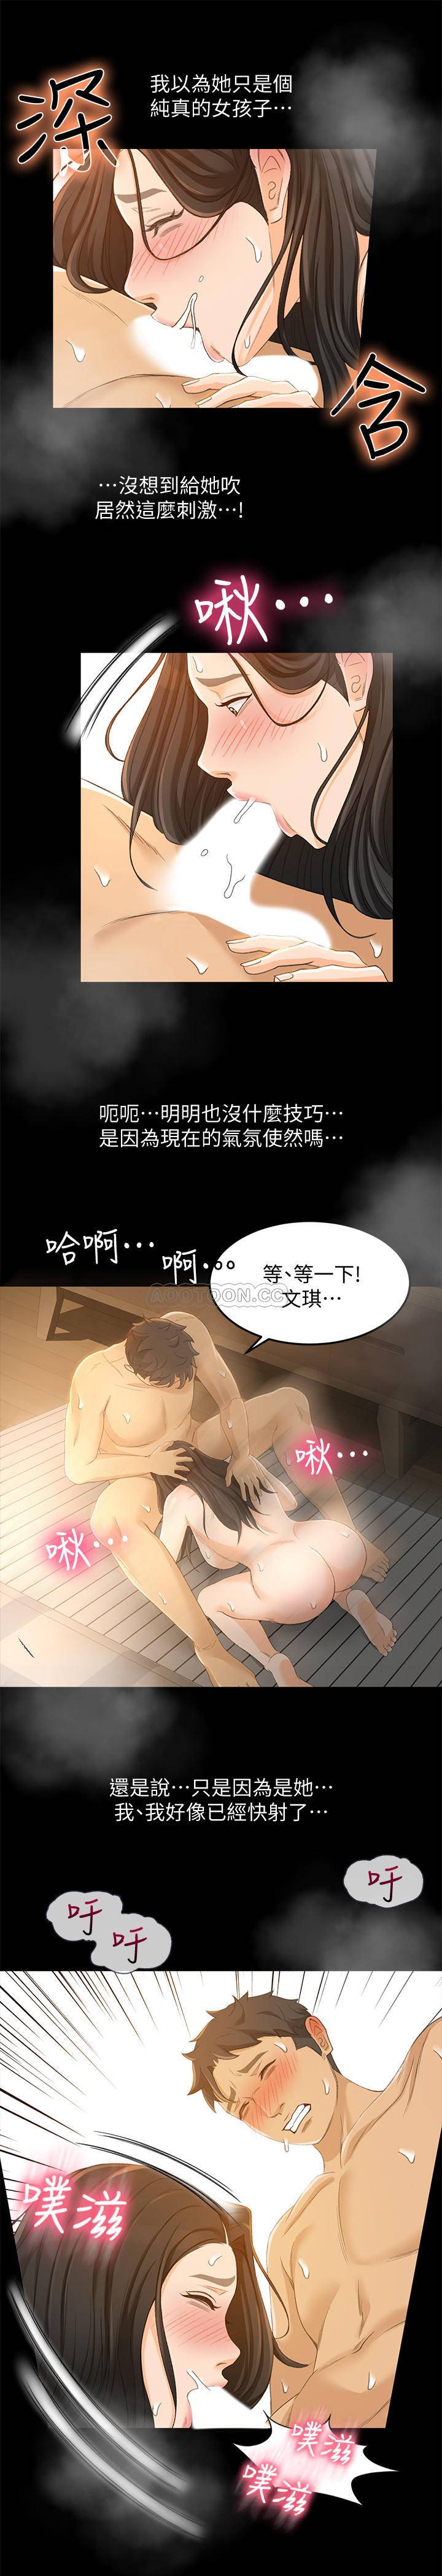 深
我以為她只是個
純真的女孩子⋯
含
⋯沒想到給她吹
居然這麼刺激⋯!
啾⋯
呃呃⋯明明也沒什麼技巧⋯
是因為現在的氣氛使然嗎⋯
哈啊⋯
啊⋯
等、等一下!
文琪⋯
啾⋯
啾⋯
還是說⋯只是因為是她⋯
我、我好像已經快射了⋯
吁
吁
吁
噗滋
噗滋
噗滋